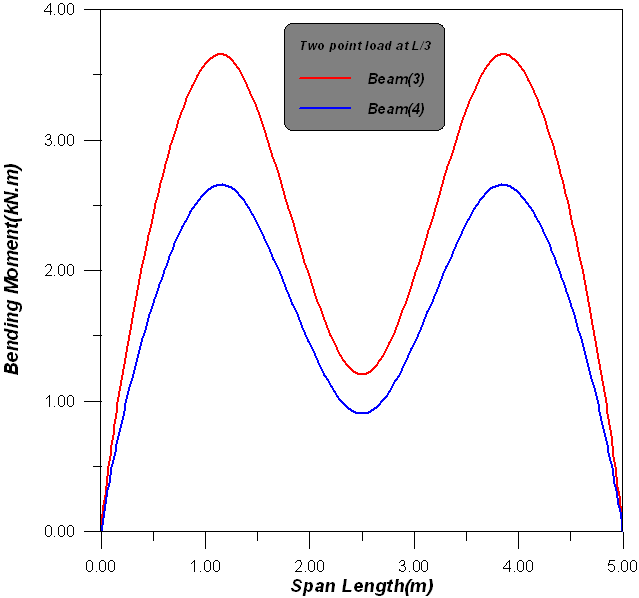 4.00
3.00
2.00
1.00
0.00
Bending Moment(kN.m)
Two point load at L/3
Beam(3)
Beam(4)
0.00 1.00 2.00 3.00 4.00 5.00
Span Length(m)